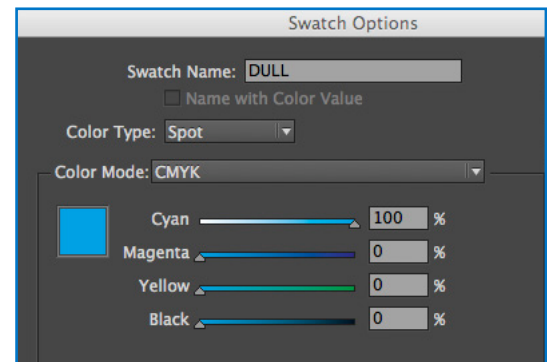 Swatch Options
Swatch Name: DULL
Name with Color Value
Color Type: Spot
Color Mode: CMYK
Cyan 100 %
Magenta 0 %
Yellow 0 %
Black 0 %